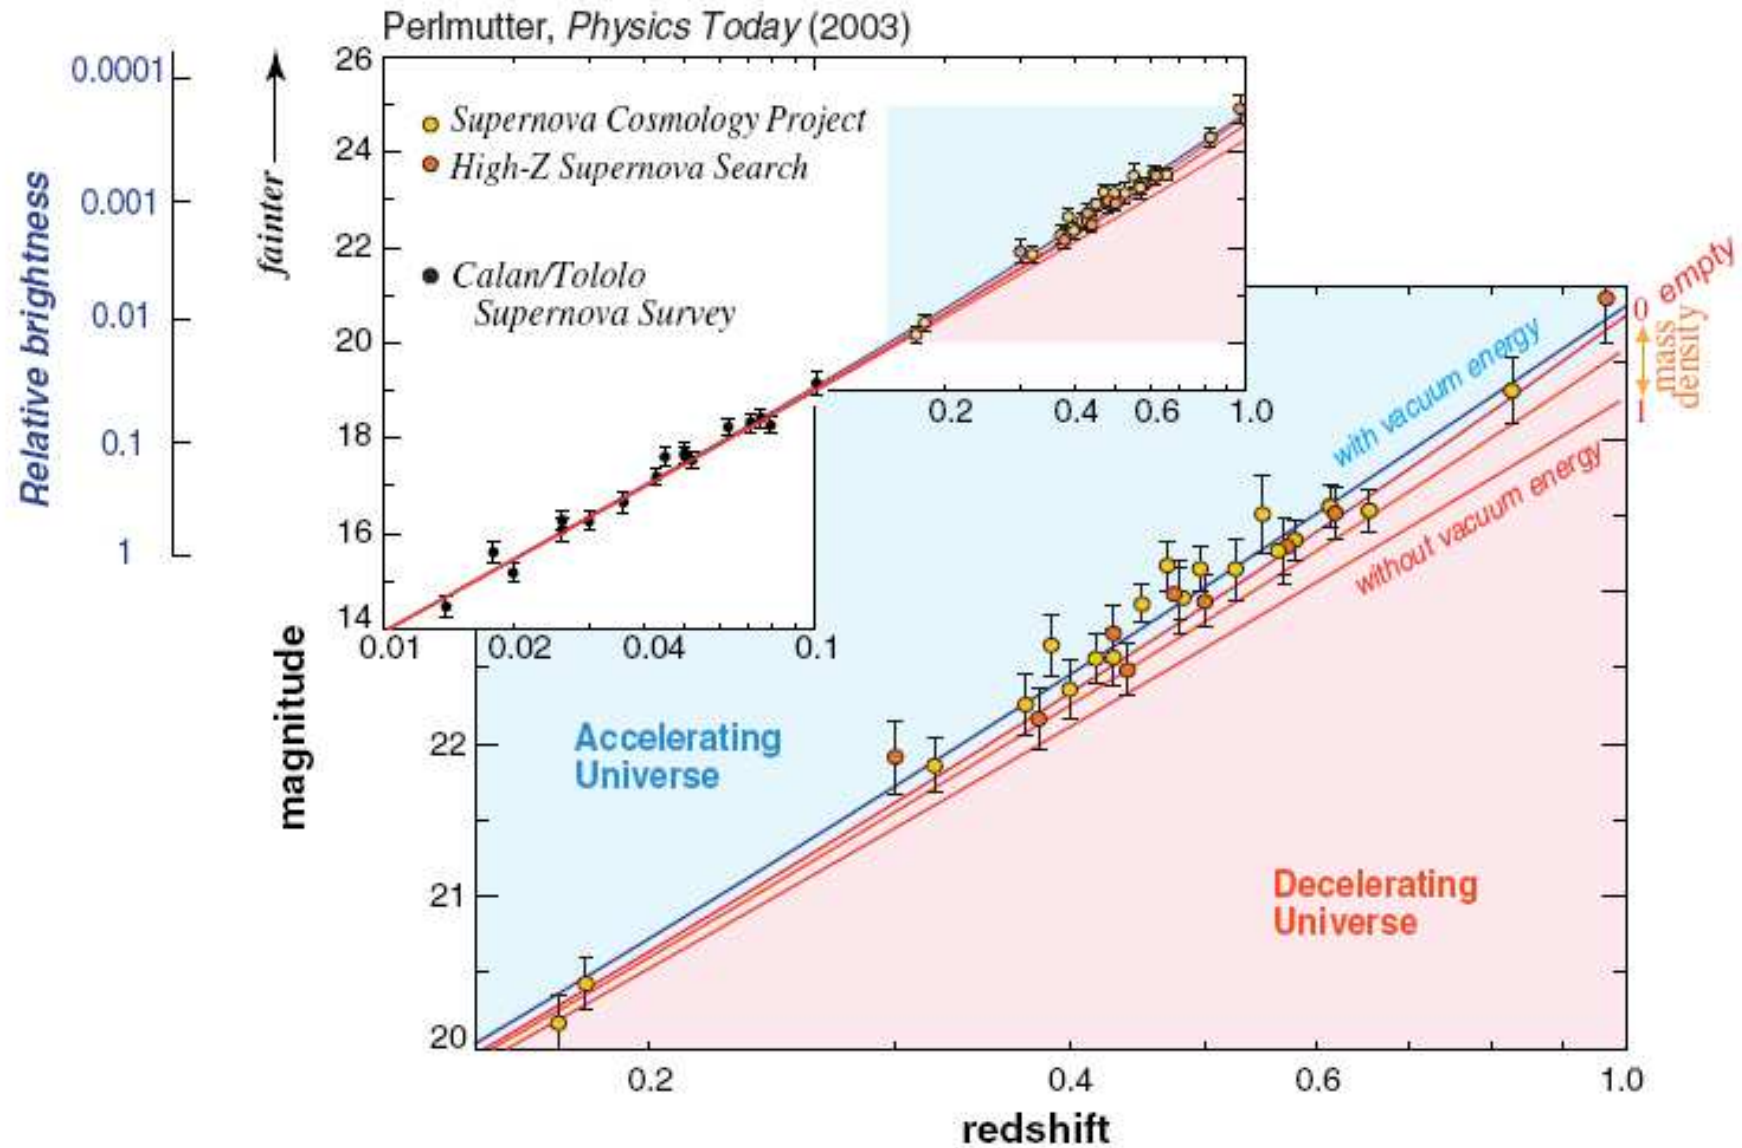 Perlmutter, Physics Today (2003)
Relative brightness
0.0001
0.001
0.01
0.1
1
fainter
magnitude
26
24
22
20
18
16
14
Supernova Cosmology Project
High-Z Supernova Search
Calan/Tololo
Supernova Survey
0.01
0.02
0.04
0.1
0.2
0.4
0.6
1.0
0 empty
mass
density
1
with vacuum energy
without vacuum energy
Accelerating
Universe
Decelerating
Universe
22
21
20
0.2
0.4
0.6
1.0
redshift